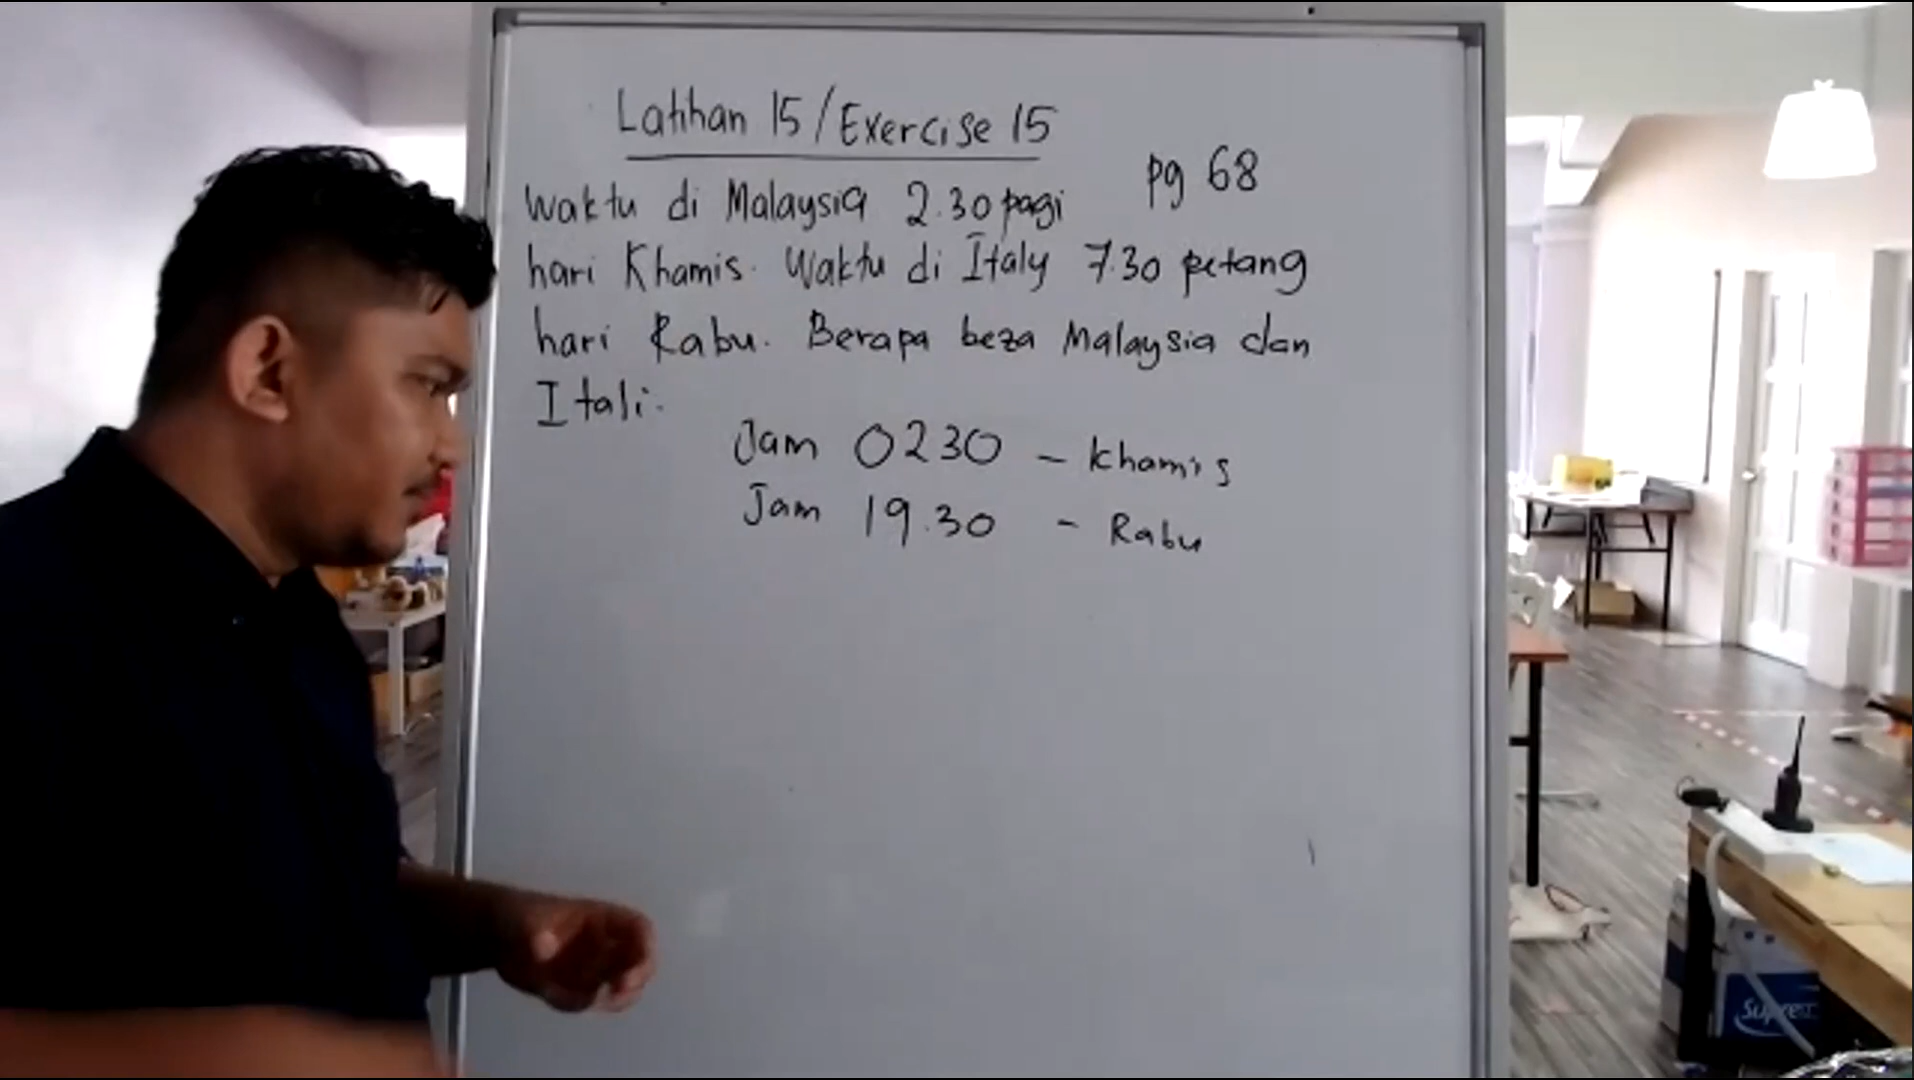 Latihan 15 / Exercise 15
pg 68
Waktu di Malaysia 2.30 pagi
hari Khamis. Waktu di Italy 7.30 petang
hari Rabu. Berapa beza Malaysia dan
Itali.
Jam 0230 – Khamis
Jam 19.30 - Rabu